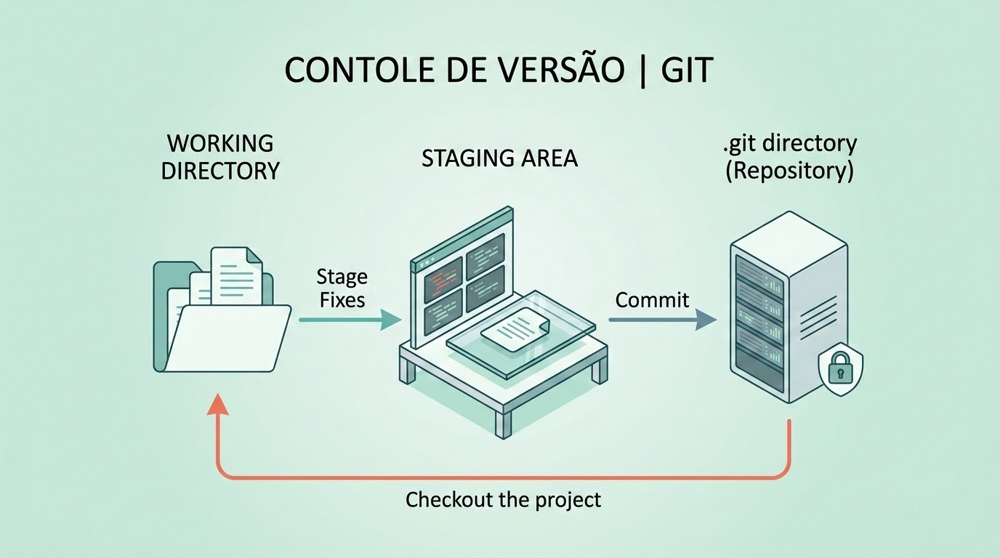 CONTOLE DE VERSÃO | GIT
WORKING
DIRECTORY
STAGING AREA
.git directory
(Repository)
Stage
Fixes
Commit
Checkout the project